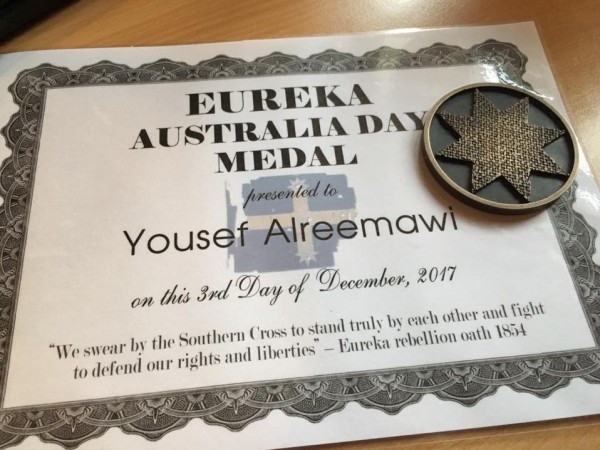 EUREKA
AUSTRALIA DAY
MEDAL
presented to
Yousef Alreemawi
on this 3rd Day of December, 2017
"We swear by the Southern Cross to stand truly by each other and fight
to defend our rights and liberties" – Eureka rebellion oath 1854